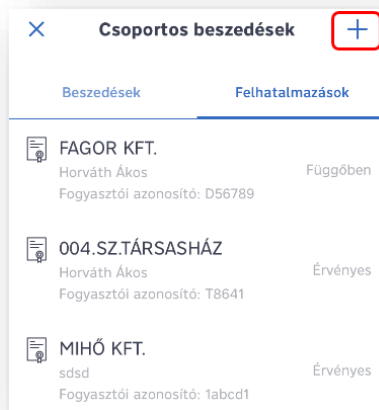 Csoportos beszedések
Beszedések Felhatalmazások
FAGOR KFT.
Horváth Ákos Függőben
Fogyasztói azonosító: D56789
004.SZ.TÁRSASHÁZ
Horváth Ákos Érvényes
Fogyasztói azonosító: T8641
MIHŐ KFT.
sdsd Érvényes
Fogyasztói azonosító: 1abcd1